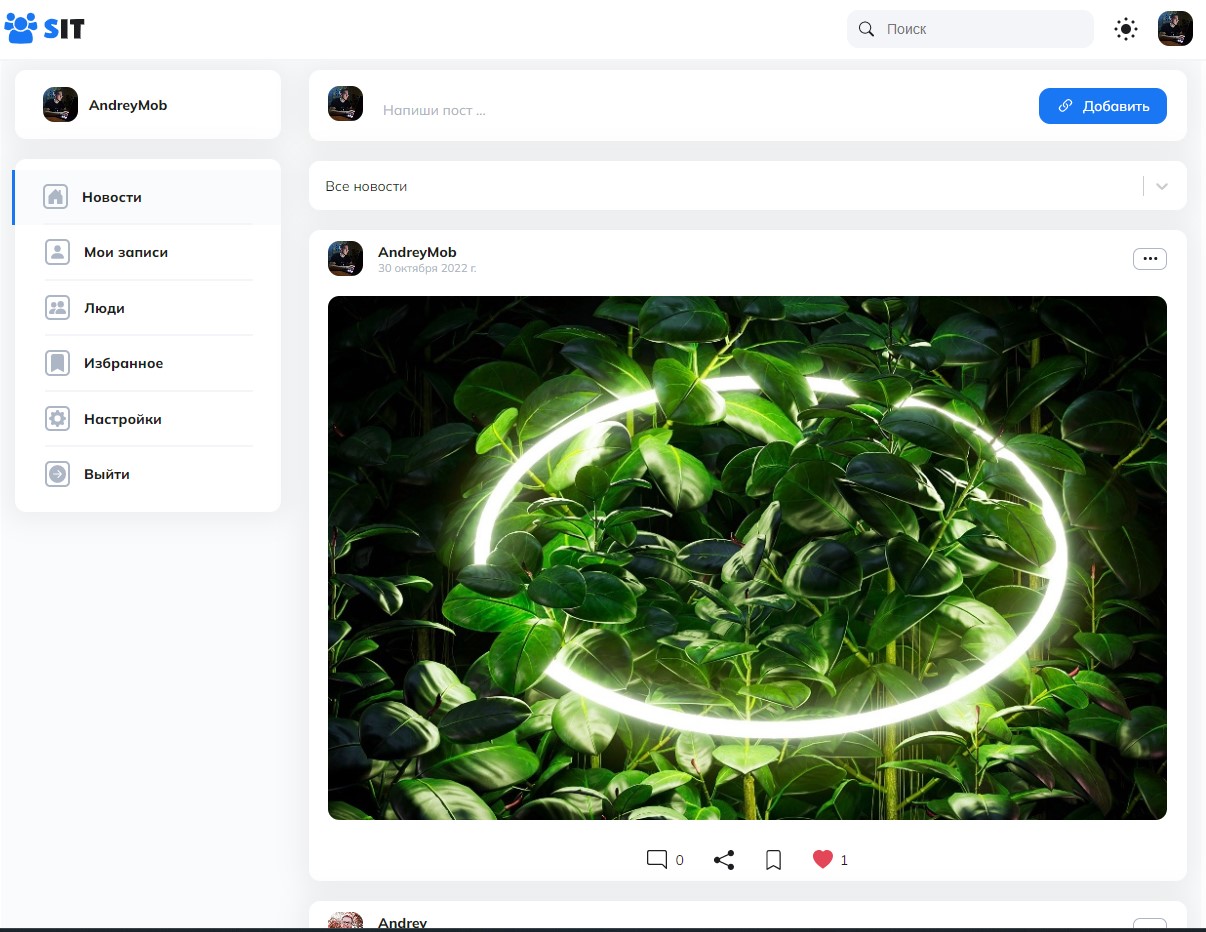 SIT
Поиск
AndreyMob
Новости
Мои записи
Люди
Избранное
Настройки
Выйти
Напиши пост ...
Добавить
Все новости
AndreyMob
30 октября 2022 г.
0
1
Andrey